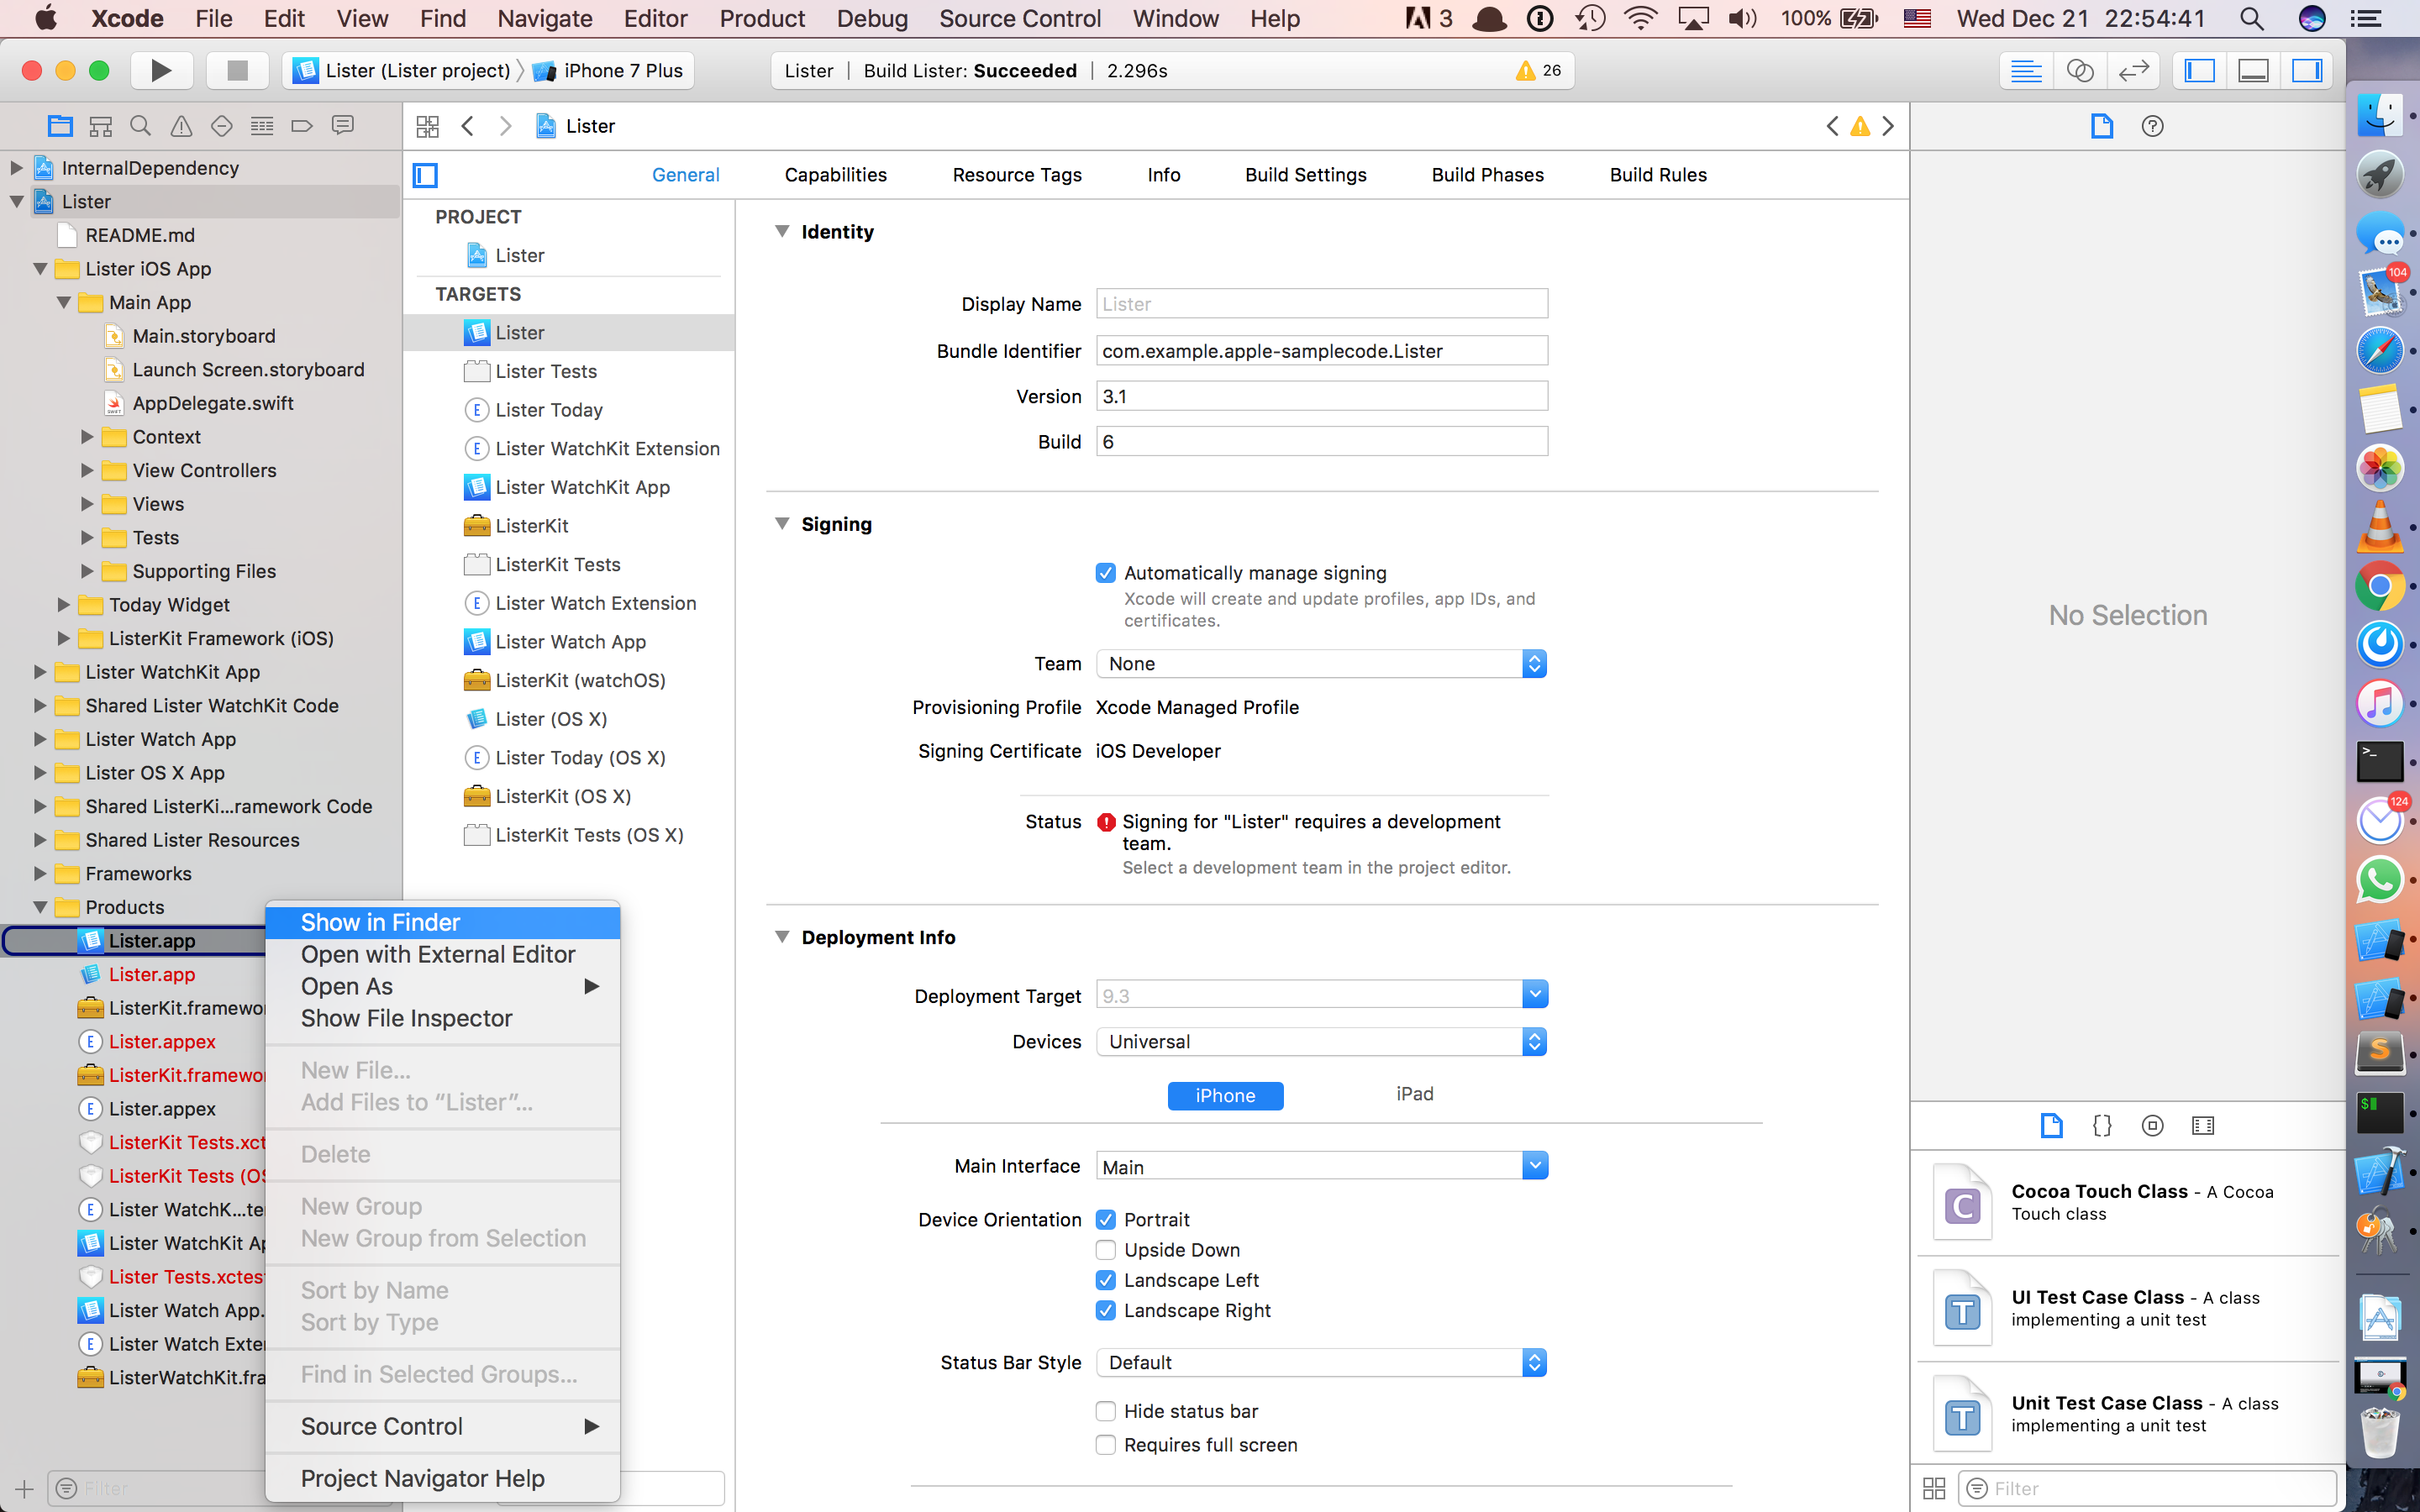 Xcode File Edit View Find Navigate Editor Product Debug Source Control Window Help 3 100% Wed Dec 21 22:54:41
Lister (Lister project) iPhone 7 Plus
Lister | Build Lister: Succeeded | 2.296s 26
Lister
InternalDependency
Lister
README.md
Lister iOS App
Main App
Main.storyboard
Launch Screen.storyboard
AppDelegate.swift
Context
View Controllers
Views
Tests
Supporting Files
Today Widget
ListerKit Framework (iOS)
Lister WatchKit App
Shared Lister WatchKit Code
Lister Watch App
Lister OS X App
Shared ListerKi...ramework Code
Shared Lister Resources
Frameworks
Products
Lister.app
Lister.app
ListerKit.framewo
Lister.appex
ListerKit.framewo
Lister.appex
ListerKit Tests.xct
ListerKit Tests (OS
Lister WatchK...te
Lister WatchKit Ap
Lister Tests.xctes
Lister Watch App.
Lister Watch Exte
ListerWatchKit.fra
Filter
Show in Finder
Open with External Editor
Open As
Show File Inspector
New File...
Add Files to “Lister”...
Delete
New Group
New Group from Selection
Sort by Name
Sort by Type
Find in Selected Groups...
Source Control
Project Navigator Help
General Capabilities Resource Tags Info Build Settings Build Phases Build Rules
PROJECT
Lister
TARGETS
Lister
Lister Tests
Lister Today
Lister WatchKit Extension
Lister WatchKit App
ListerKit
ListerKit Tests
Lister Watch Extension
Lister Watch App
ListerKit (watchOS)
Lister (OS X)
Lister Today (OS X)
ListerKit (OS X)
ListerKit Tests (OS X)
Identity
Display Name Lister
Bundle Identifier com.example.apple-samplecode.Lister
Version 3.1
Build 6
Signing
Automatically manage signing
Xcode will create and update profiles, app IDs, and
certificates.
Team None
Provisioning Profile Xcode Managed Profile
Signing Certificate iOS Developer
Status Signing for "Lister" requires a development
team.
Select a development team in the project editor.
Deployment Info
Deployment Target 9.3
Devices Universal
iPhone iPad
Main Interface Main
Device Orientation Portrait
Upside Down
Landscape Left
Landscape Right
Status Bar Style Default
Hide status bar
Requires full screen
No Selection
Cocoa Touch Class - A Cocoa
Touch class
UI Test Case Class - A class
implementing a unit test
Unit Test Case Class - A class
implementing a unit test
Filter
104
124